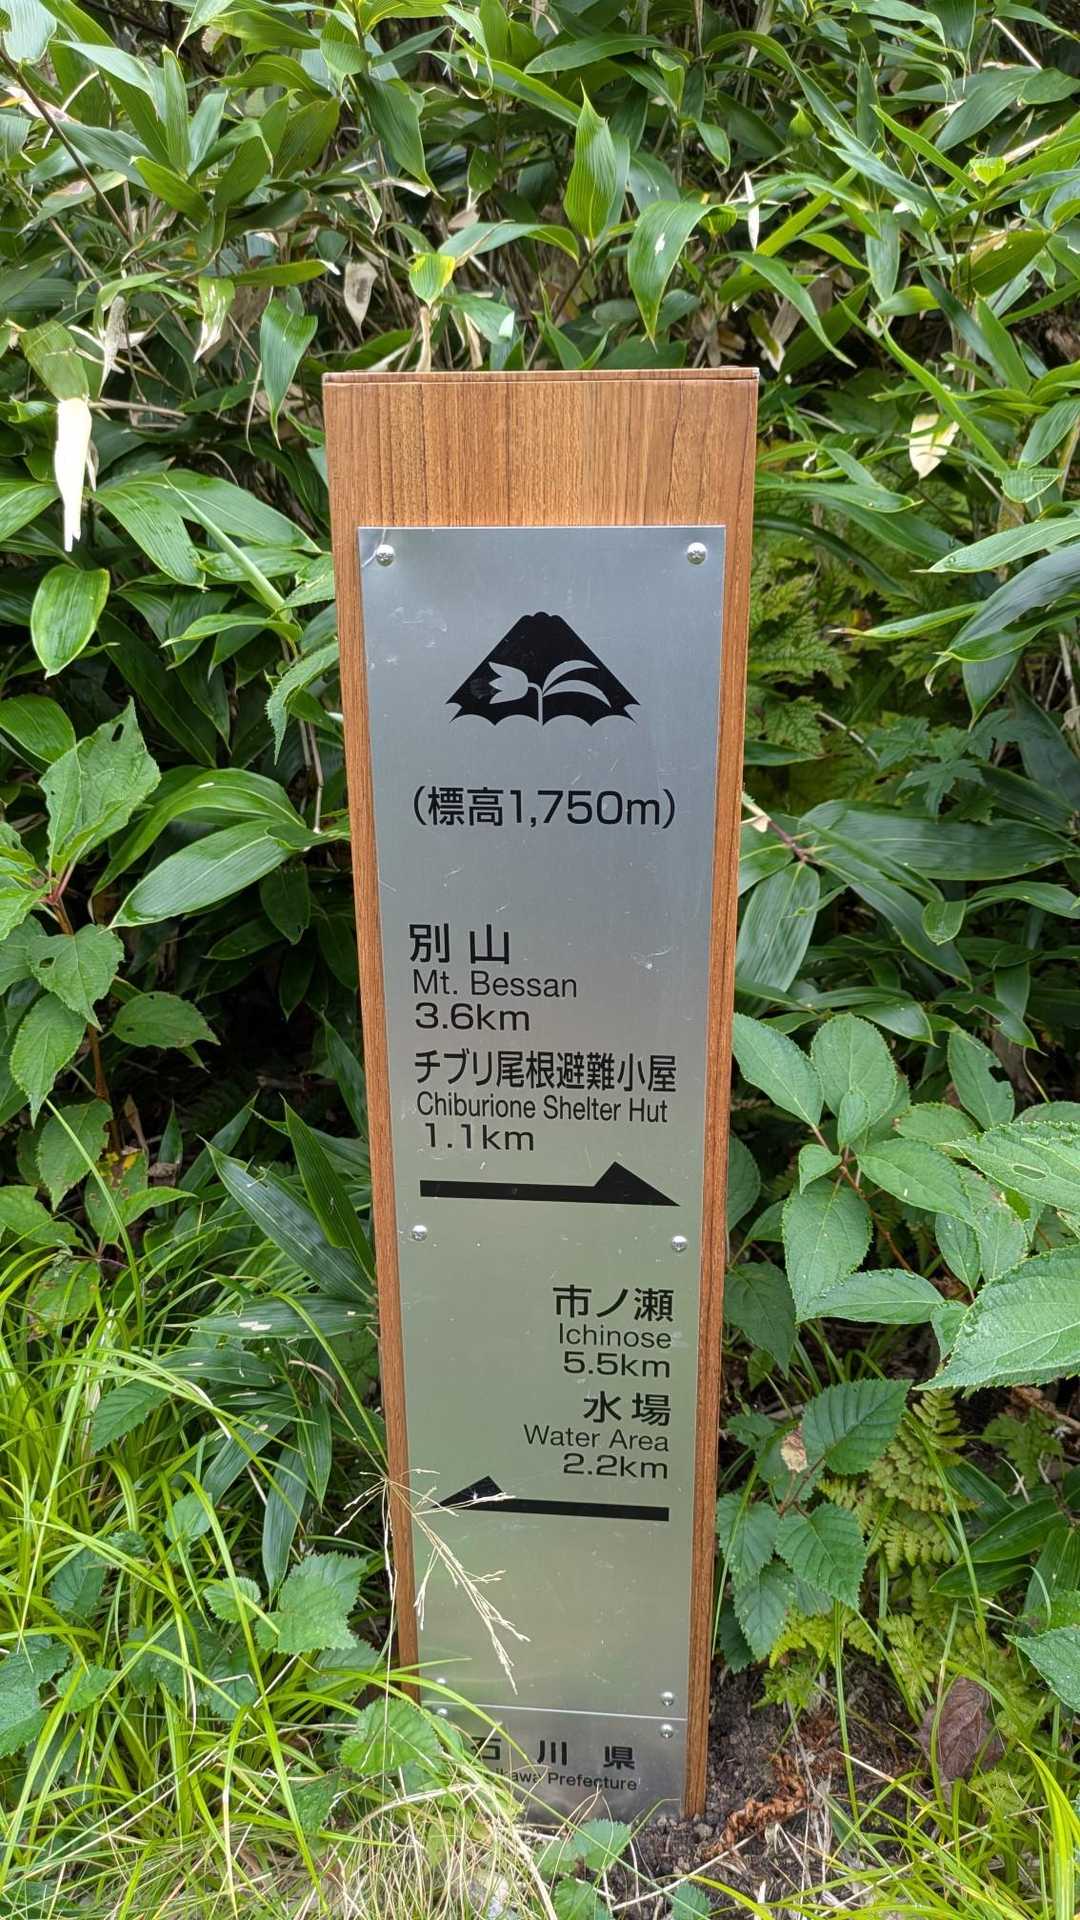 (標高1,750m)
別山
Mt. Bessan
3.6km
チブリ尾根避難小屋
Chiburione Shelter Hut
1.1km
市ノ瀬
Ichinose
5.5km
水場
Water Area
2.2km
石川県
Prefecture